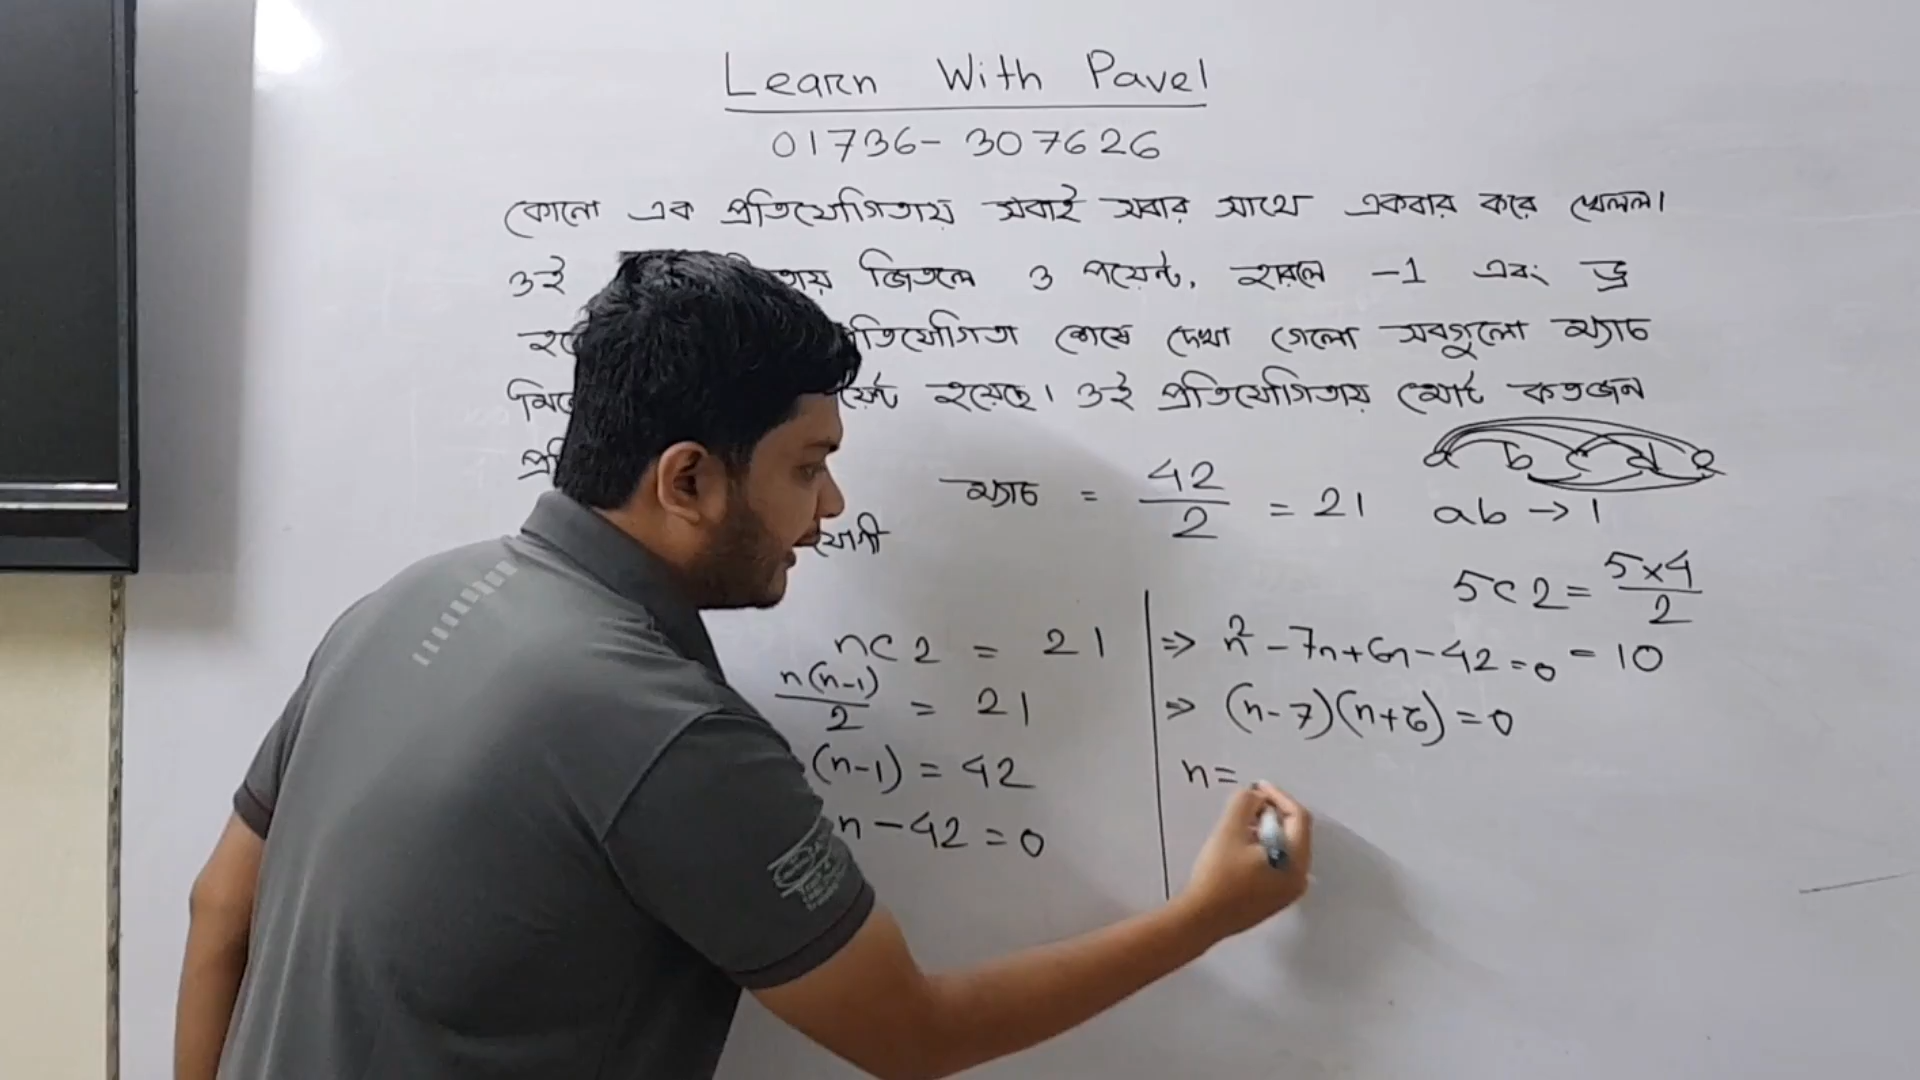 Learn With Pavel
01736-307626
কোনো এক প্রতিযোগিতায় সবাই সবার সাথে একবার করে খেলল।
ওই জিতলে 3 পয়েন্ট, হারলে -1 এবং ড্র
শেষে দেখা গেলো সবগুলো ম্যাচ
হয়েছে। ওই প্রতিযোগিতায় মোট কতজন
a b c d e
ম্যাচ = 42/2 = 21
ab → 1
5c2 = 5×4/2
= 10
nc2 = 21
n(n-1)/2 = 21
(n-1) = 42
n - 42 = 0
⇒ n² - 7n + 6n - 42 = 0
⇒ (n-7)(n+6) = 0
n =